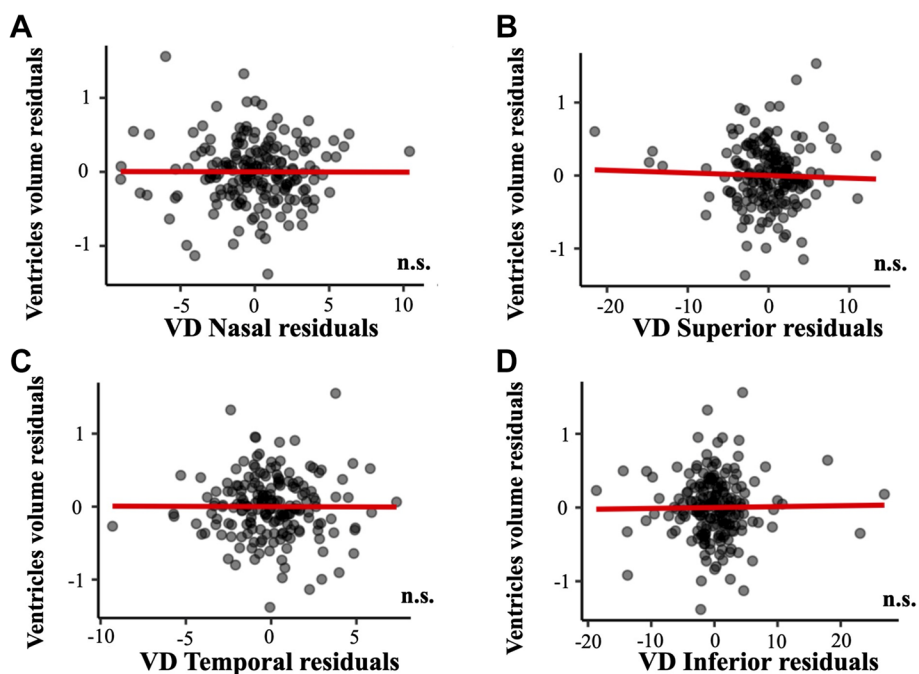 A
Ventricles volume residuals
1
0
-1
n.s.
-5
0
5
10
VD Nasal residuals
B
Ventricles volume residuals
1
0
-1
n.s.
-20
-10
0
10
VD Superior residuals
C
Ventricles volume residuals
1
0
-1
n.s.
-10
-5
0
5
VD Temporal residuals
D
Ventricles volume residuals
1
0
-1
n.s.
-20
-10
0
10
20
VD Inferior residuals